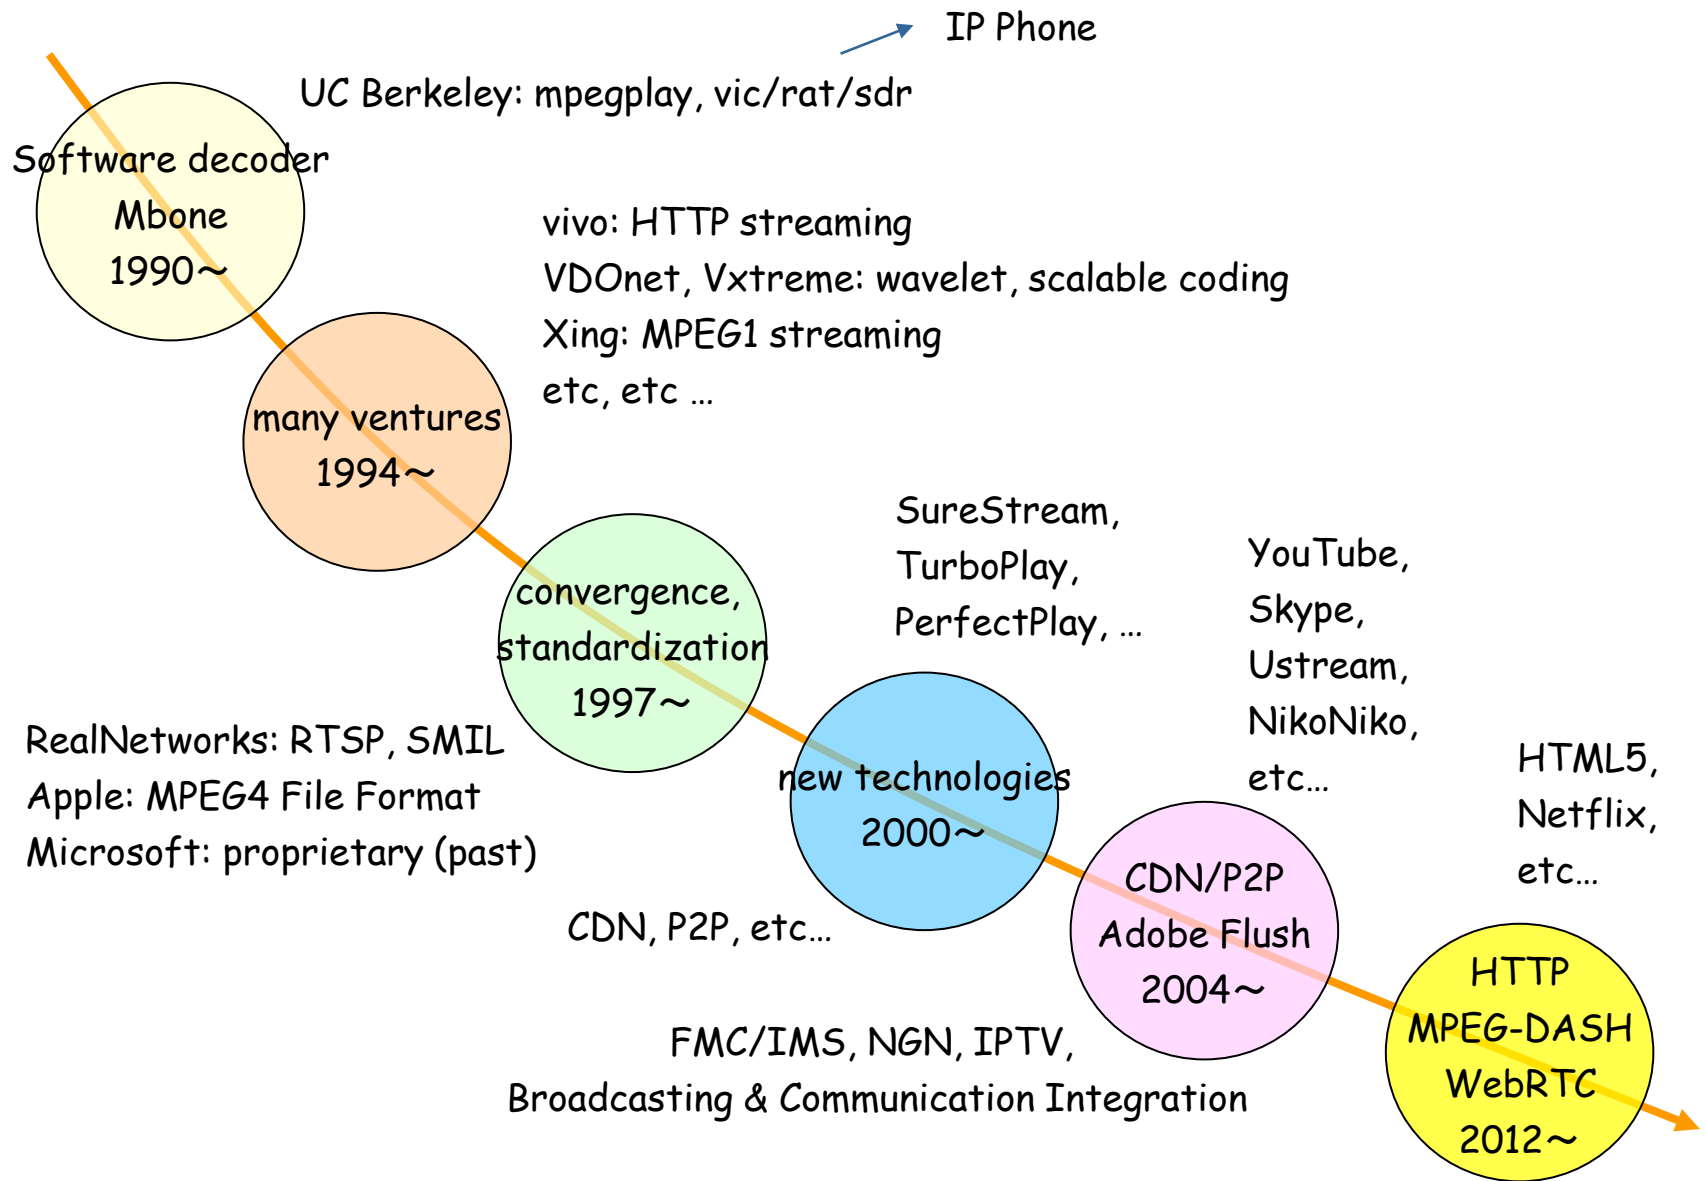 IP Phone
UC Berkeley: mpegplay, vic/rat/sdr
Software decoder
Mbone
1990～
vivo: HTTP streaming
VDOnet, Vxtreme: wavelet, scalable coding
Xing: MPEG1 streaming
etc, etc …
many ventures
1994～
convergence,
standardization
1997～
SureStream,
TurboPlay,
PerfectPlay, …
YouTube,
Skype,
Ustream,
NikoNiko,
etc…
RealNetworks: RTSP, SMIL
Apple: MPEG4 File Format
Microsoft: proprietary (past)
new technologies
2000～
HTML5,
Netflix,
etc…
CDN, P2P, etc…
CDN/P2P
Adobe Flush
2004～
FMC/IMS, NGN, IPTV,
Broadcasting & Communication Integration
HTTP
MPEG-DASH
WebRTC
2012～